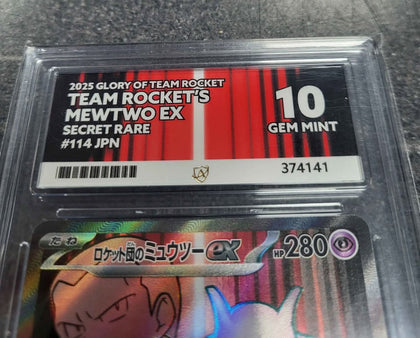 2025 GLORY OF TEAM ROCKET
TEAM ROCKET'S
MEWTWO EX
SECRET RARE
#114 JPN
10
GEM MINT
374141
たね
ロケット団のミュウツーex
HP280